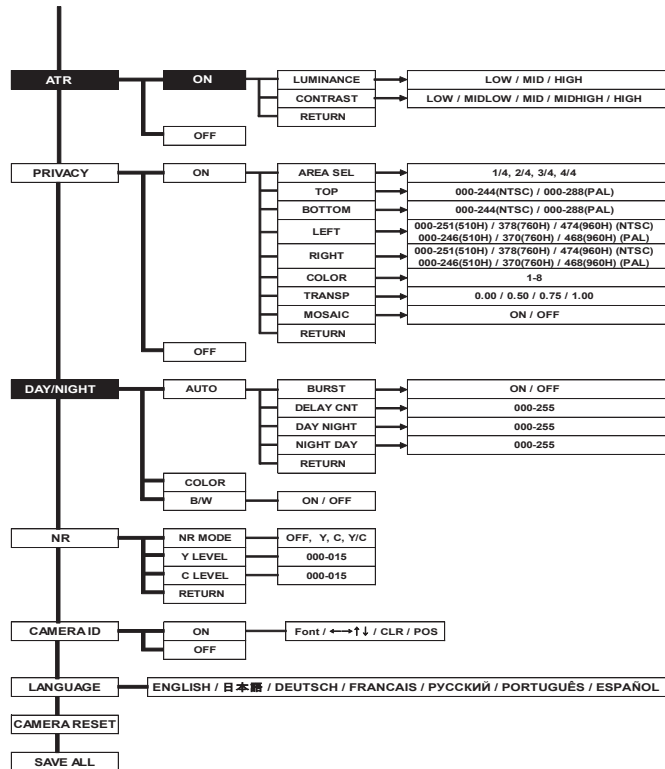 ATR ON LUMINANCE LOW / MID / HIGH
CONTRAST LOW / MIDLOW / MID / MIDHIGH / HIGH
RETURN
OFF
PRIVACY ON AREA SEL 1/4, 2/4, 3/4, 4/4
TOP 000-244(NTSC) / 000-288(PAL)
BOTTOM 000-244(NTSC) / 000-288(PAL)
LEFT 000-251(510H) / 378(760H) / 474(960H) (NTSC)
000-246(510H) / 370(760H) / 468(960H) (PAL)
RIGHT 000-251(510H) / 378(760H) / 474(960H) (NTSC)
000-246(510H) / 370(760H) / 468(960H) (PAL)
COLOR 1-8
TRANSP 0.00 / 0.50 / 0.75 / 1.00
MOSAIC ON / OFF
RETURN
OFF
DAY/NIGHT AUTO BURST ON / OFF
DELAY CNT 000-255
DAY NIGHT 000-255
NIGHT DAY 000-255
RETURN
COLOR
B/W ON / OFF
NR NR MODE OFF, Y, C, Y/C
Y LEVEL 000-015
C LEVEL 000-015
RETURN
CAMERA ID ON Font / ←→↑↓ / CLR / POS
OFF
LANGUAGE ENGLISH / 日本語 / DEUTSCH / FRANCAIS / РУССКИЙ / PORTUGUÊS / ESPAÑOL
CAMERA RESET
SAVE ALL